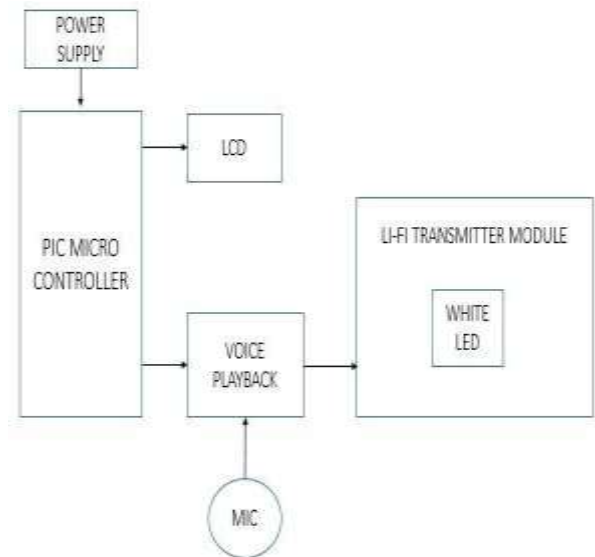 POWER
SUPPLY
LCD
PIC MICRO
CONTROLLER
LI-FI TRANSMITTER MODULE
WHITE
LED
VOICE
PLAYBACK
MIC